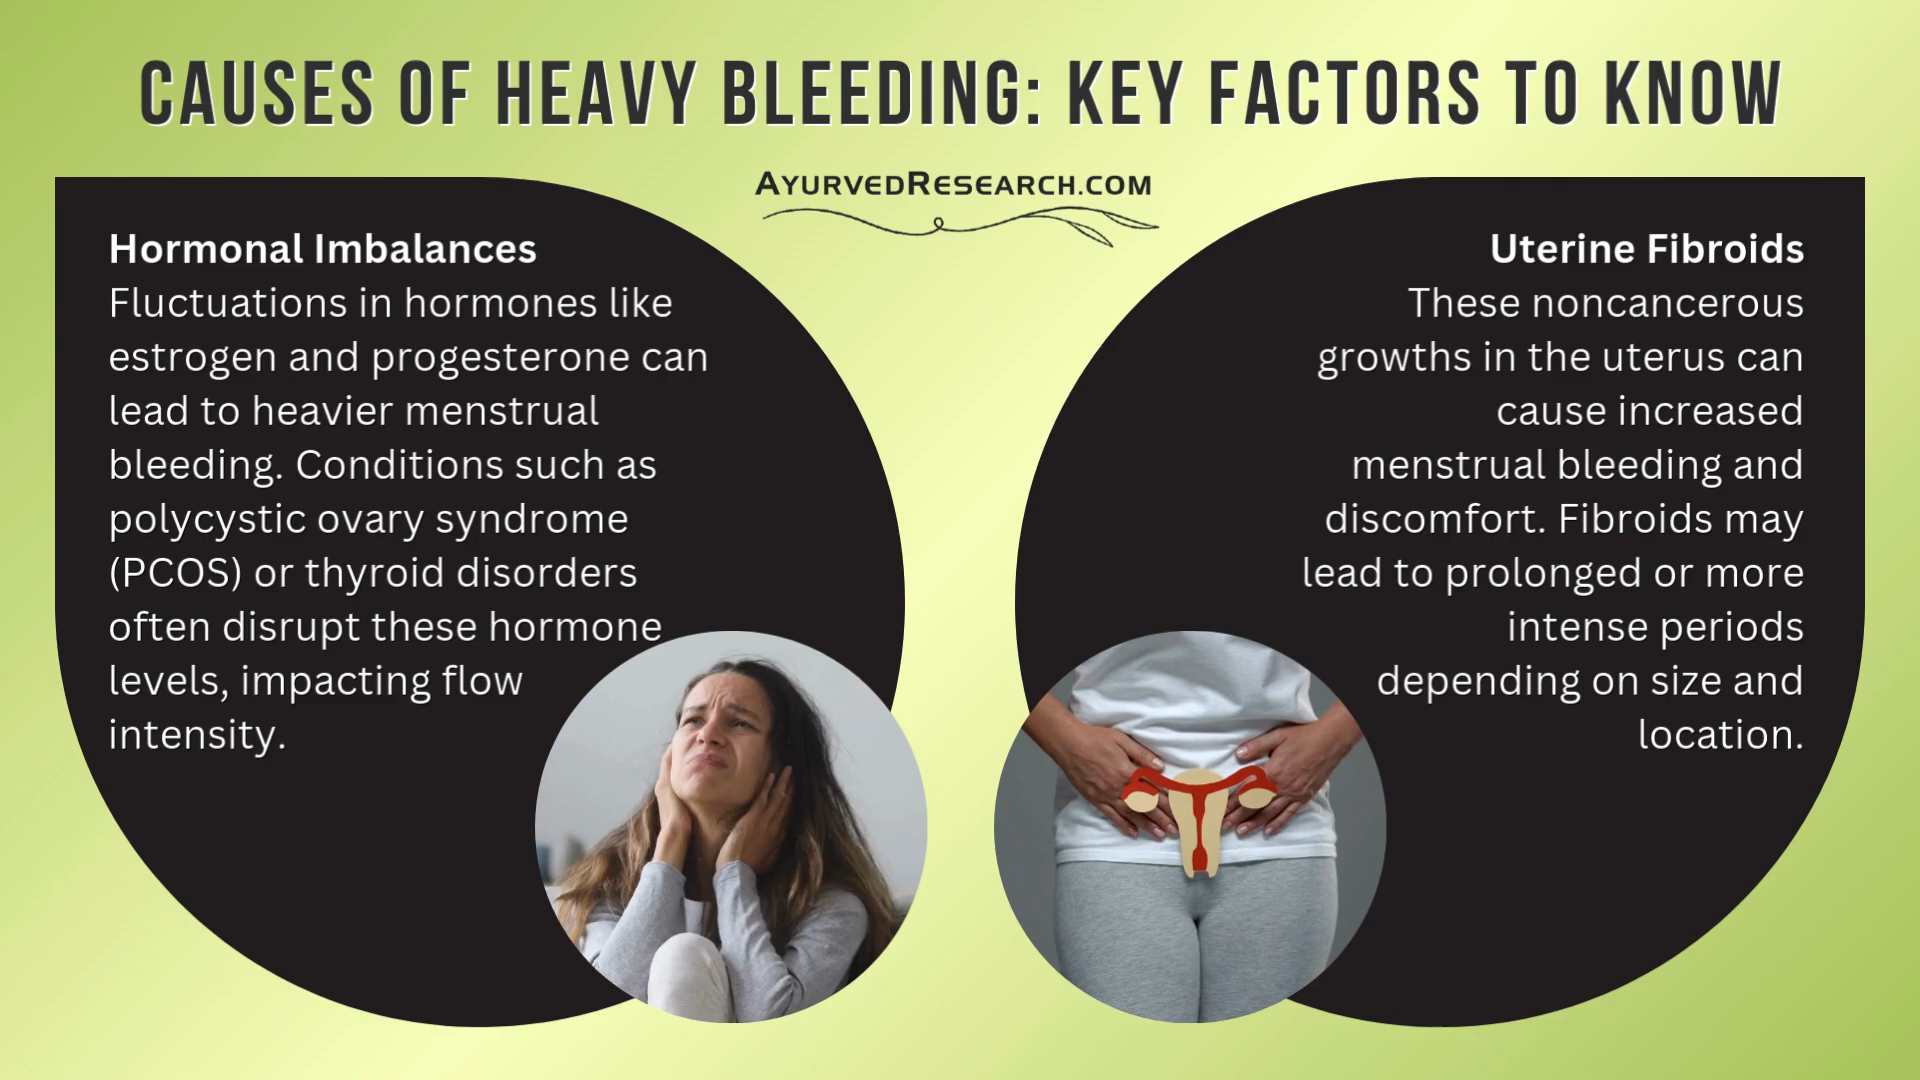 CAUSES OF HEAVY BLEEDING: KEY FACTORS TO KNOW
AYURVEDRESEARCH.COM
Hormonal Imbalances
Fluctuations in hormones like
estrogen and progesterone can
lead to heavier menstrual
bleeding. Conditions such as
polycystic ovary syndrome
(PCOS) or thyroid disorders
often disrupt these hormone
levels, impacting flow
intensity.
Uterine Fibroids
These noncancerous
growths in the uterus can
cause increased
menstrual bleeding and
discomfort. Fibroids may
lead to prolonged or more
intense periods
depending on size and
location.